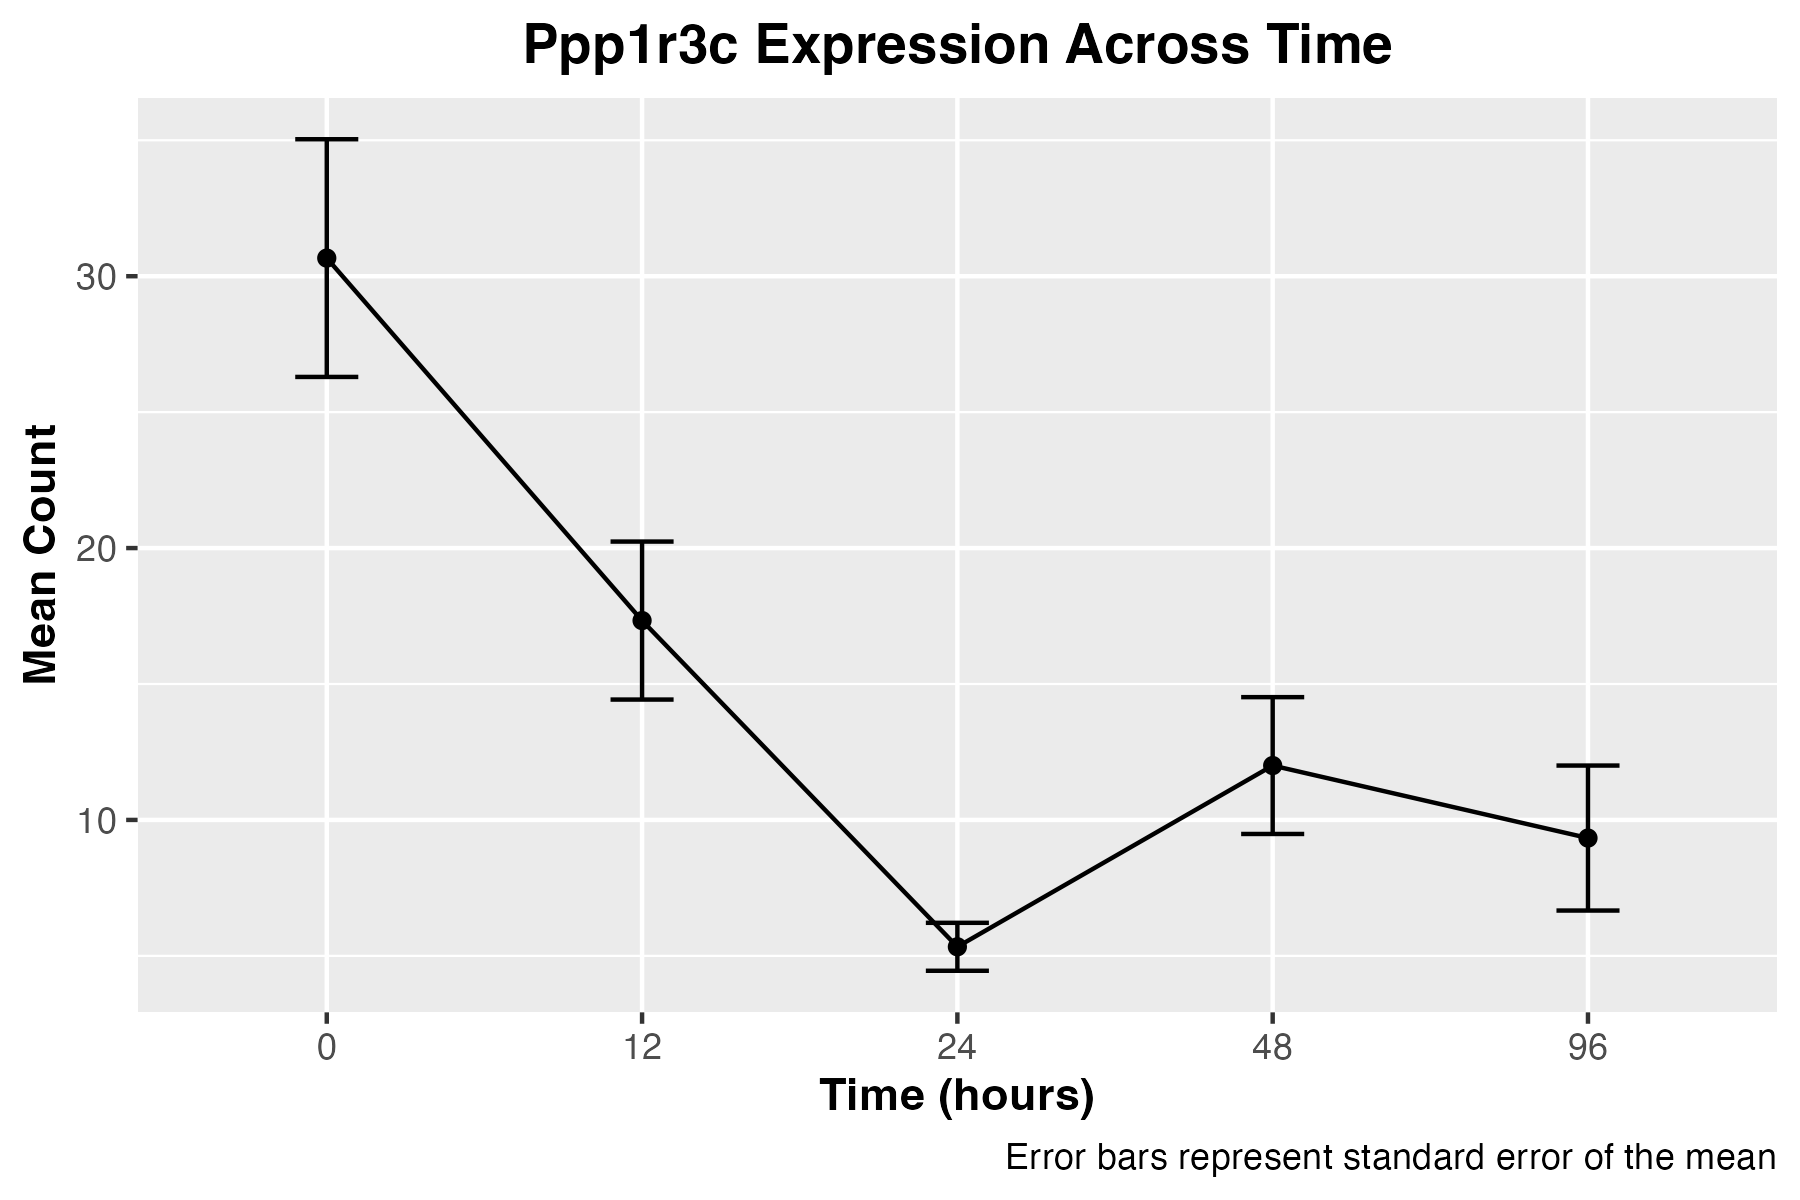 Ppp1r3c Expression Across Time
Mean Count
30
20
10
0 12 24 48 96
Time (hours)
Error bars represent standard error of the mean